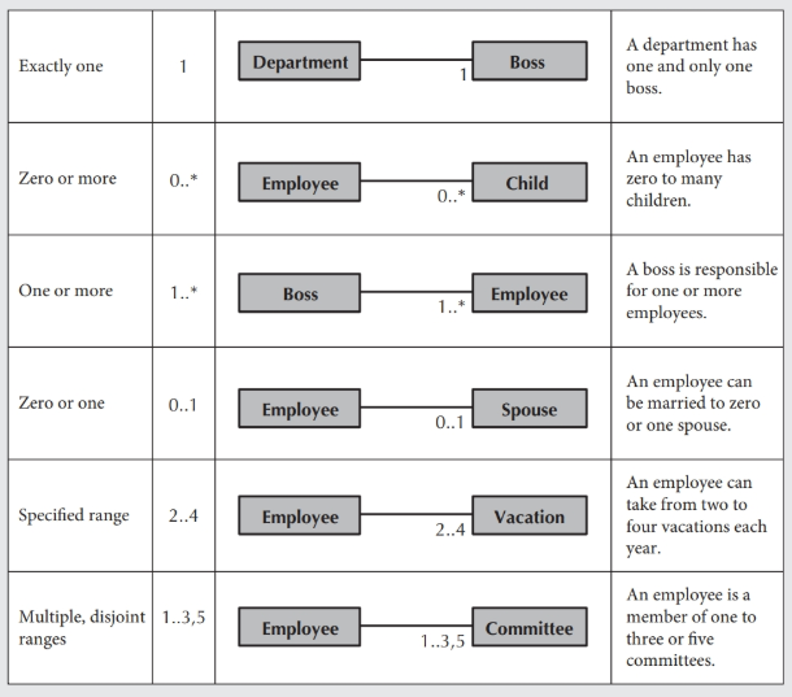 Exactly one
1
Department
1
Boss
A department has
one and only one
boss.
Zero or more
0..*
Employee
0..*
Child
An employee has
zero to many
children.
One or more
1..*
Boss
1..*
Employee
A boss is responsible
for one or more
employees.
Zero or one
0..1
Employee
0..1
Spouse
An employee can
be married to zero
or one spouse.
Specified range
2..4
Employee
2..4
Vacation
An employee can
take from two to
four vacations each
year.
Multiple, disjoint
ranges
1..3,5
Employee
1..3,5
Committee
An employee is a
member of one to
three or five
committees.